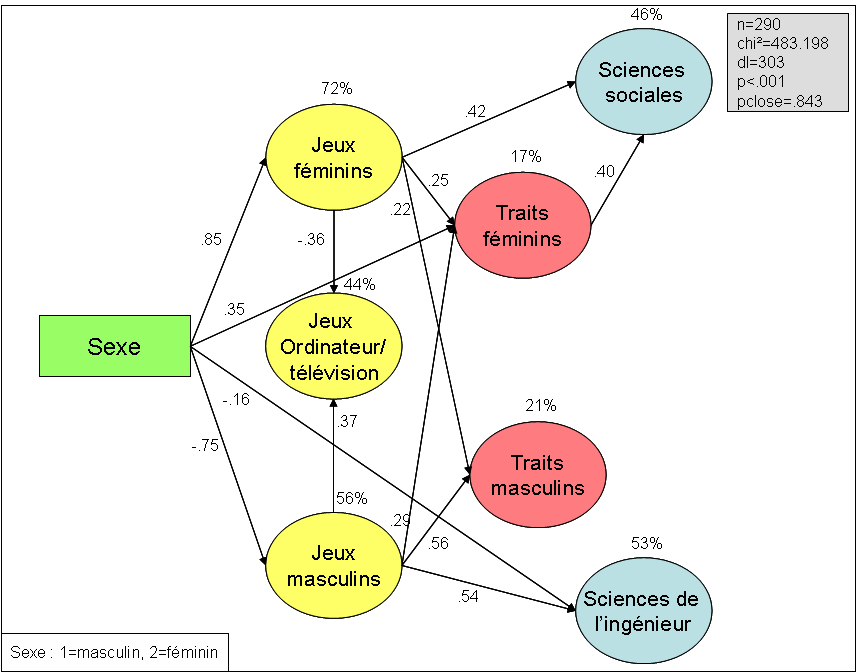 46%
n=290
chi²=483.198
dl=303
p<.001
pclose=.843
Sciences
sociales
72%
Jeux
féminins
.42
17%
.40
.25
Traits
féminins
.22
.85
-.36
44%
.35
Jeux
Ordinateur/
télévision
Sexe
-.16
.37
-.75
21%
Traits
masculins
56%
.29
.56
Jeux
masculins
53%
.54
Sciences de
l'ingénieur
Sexe : 1=masculin, 2=féminin